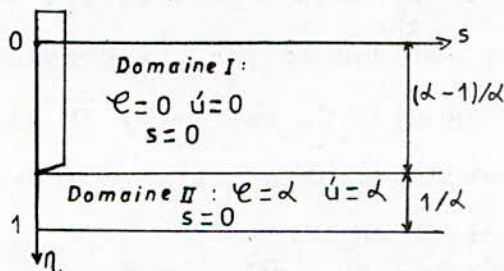 0
s
Domaine I :
𝒞=0 ú=0
s=0
(α-1)/α
Domaine II : 𝒞=α ú=α
s=0
1/α
1
η